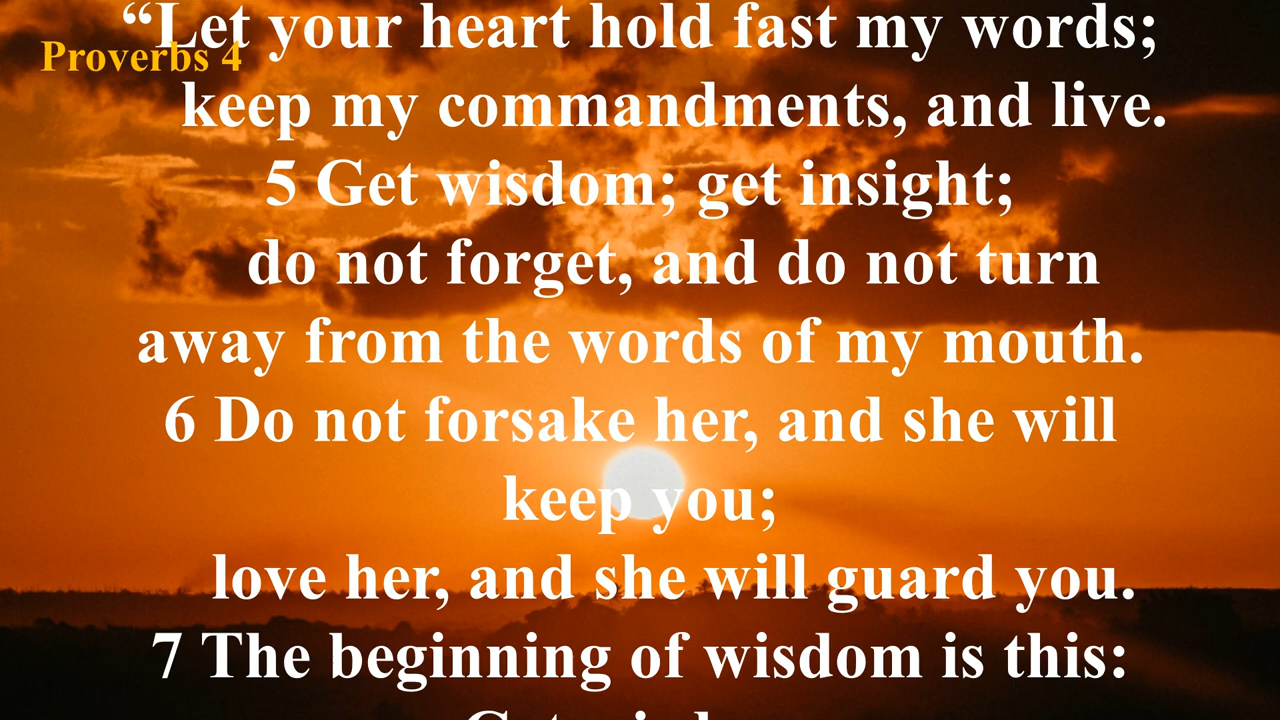 “Let your heart hold fast my words;
Proverbs 4
keep my commandments, and live.
5 Get wisdom; get insight;
do not forget, and do not turn
away from the words of my mouth.
6 Do not forsake her, and she will
keep you;
love her, and she will guard you.
7 The beginning of wisdom is this: